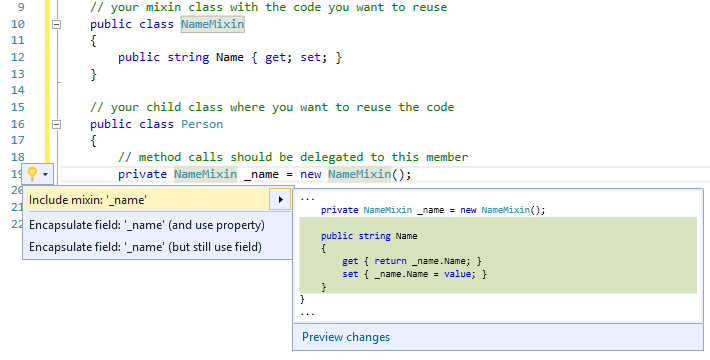 9 // your mixin class with the code you want to reuse
10 public class NameMixin
11 {
12 public string Name { get; set; }
13 }
14
15 // your child class where you want to reuse the code
16 public class Person
17 {
18 // method calls should be delegated to this member
19 private NameMixin _name = new NameMixin();
20
21
22
Include mixin: '_name'
Encapsulate field: '_name' (and use property)
Encapsulate field: '_name' (but still use field)
...
private NameMixin _name = new NameMixin();
public string Name
{
get { return _name.Name; }
set { _name.Name = value; }
}
}
...
Preview changes